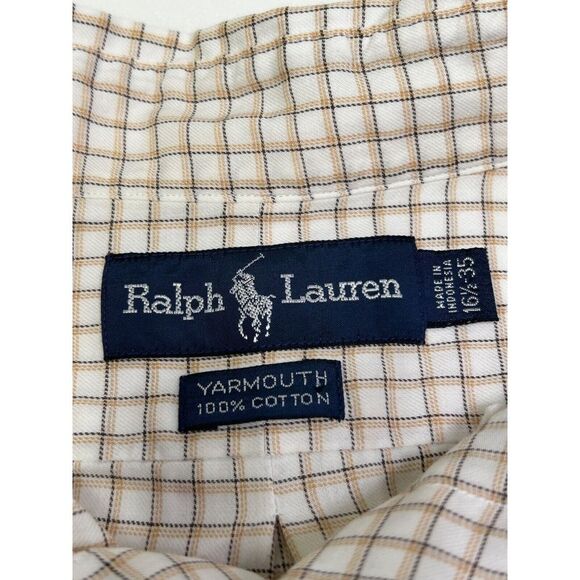 Ralph Lauren
MADE IN
INDONESIA
16½-35
YARMOUTH
100% COTTON